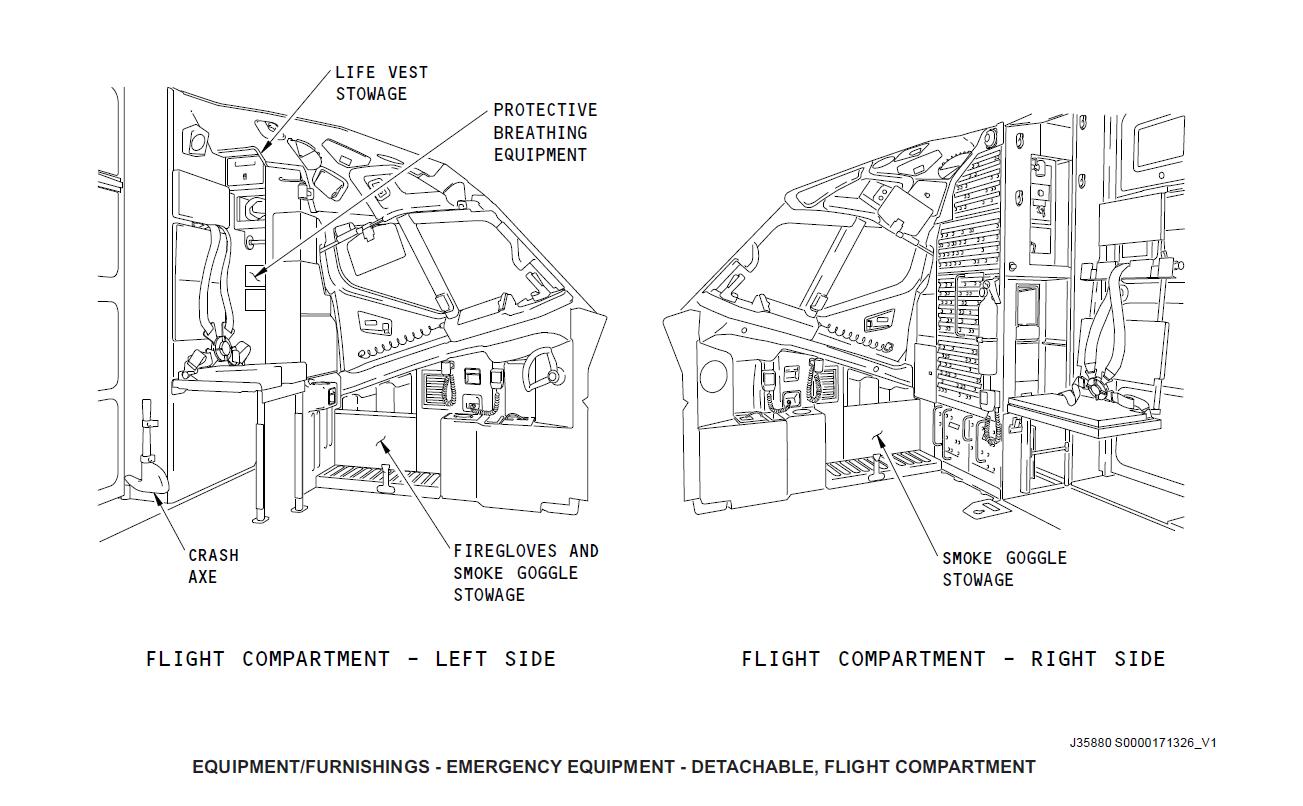 LIFE VEST
STOWAGE
PROTECTIVE
BREATHING
EQUIPMENT
CRASH
AXE
FIREGLOVES AND
SMOKE GOGGLE
STOWAGE
SMOKE GOGGLE
STOWAGE
FLIGHT COMPARTMENT - LEFT SIDE
FLIGHT COMPARTMENT - RIGHT SIDE
J35880 S0000171326_V1
EQUIPMENT/FURNISHINGS - EMERGENCY EQUIPMENT - DETACHABLE, FLIGHT COMPARTMENT